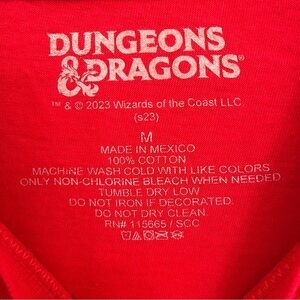 DUNGEONS
& DRAGONS®
™ & © 2023 Wizards of the Coast LLC
(s23)
M
MADE IN MEXICO
100% COTTON
MACHINE WASH COLD WITH LIKE COLORS
ONLY NON-CHLORINE BLEACH WHEN NEEDED
TUMBLE DRY LOW
DO NOT IRON IF DECORATED.
DO NOT DRY CLEAN.
RN# 115665 / SCC